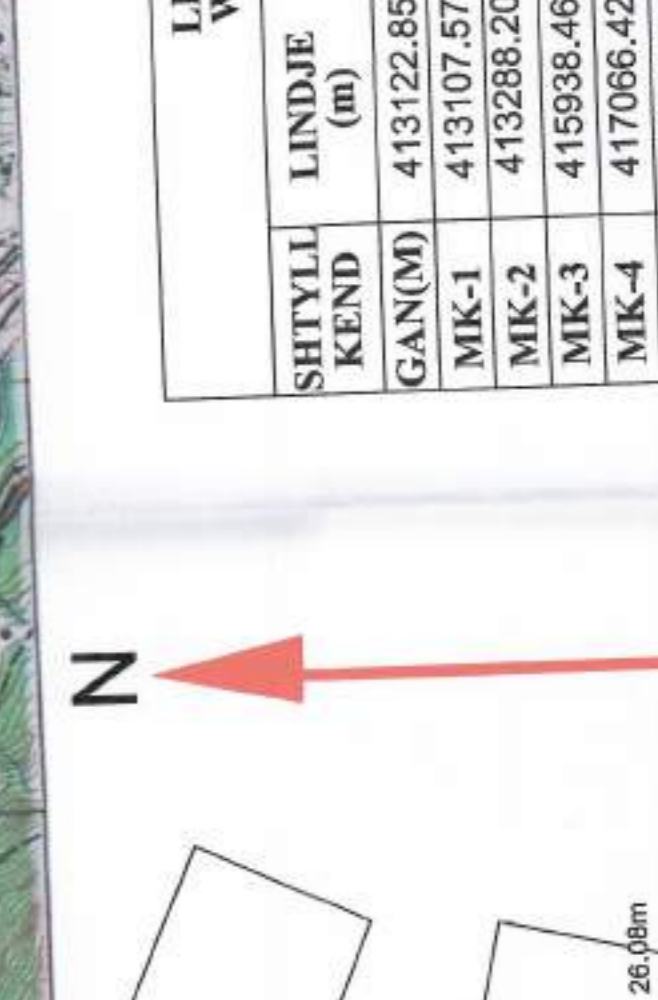 SHTYLL KEND LINDJE (m)
GAN(M) 413122.85
MK-1 413107.57
MK-2 413288.20
MK-3 415938.46
MK-4 417066.42
N
26.08m